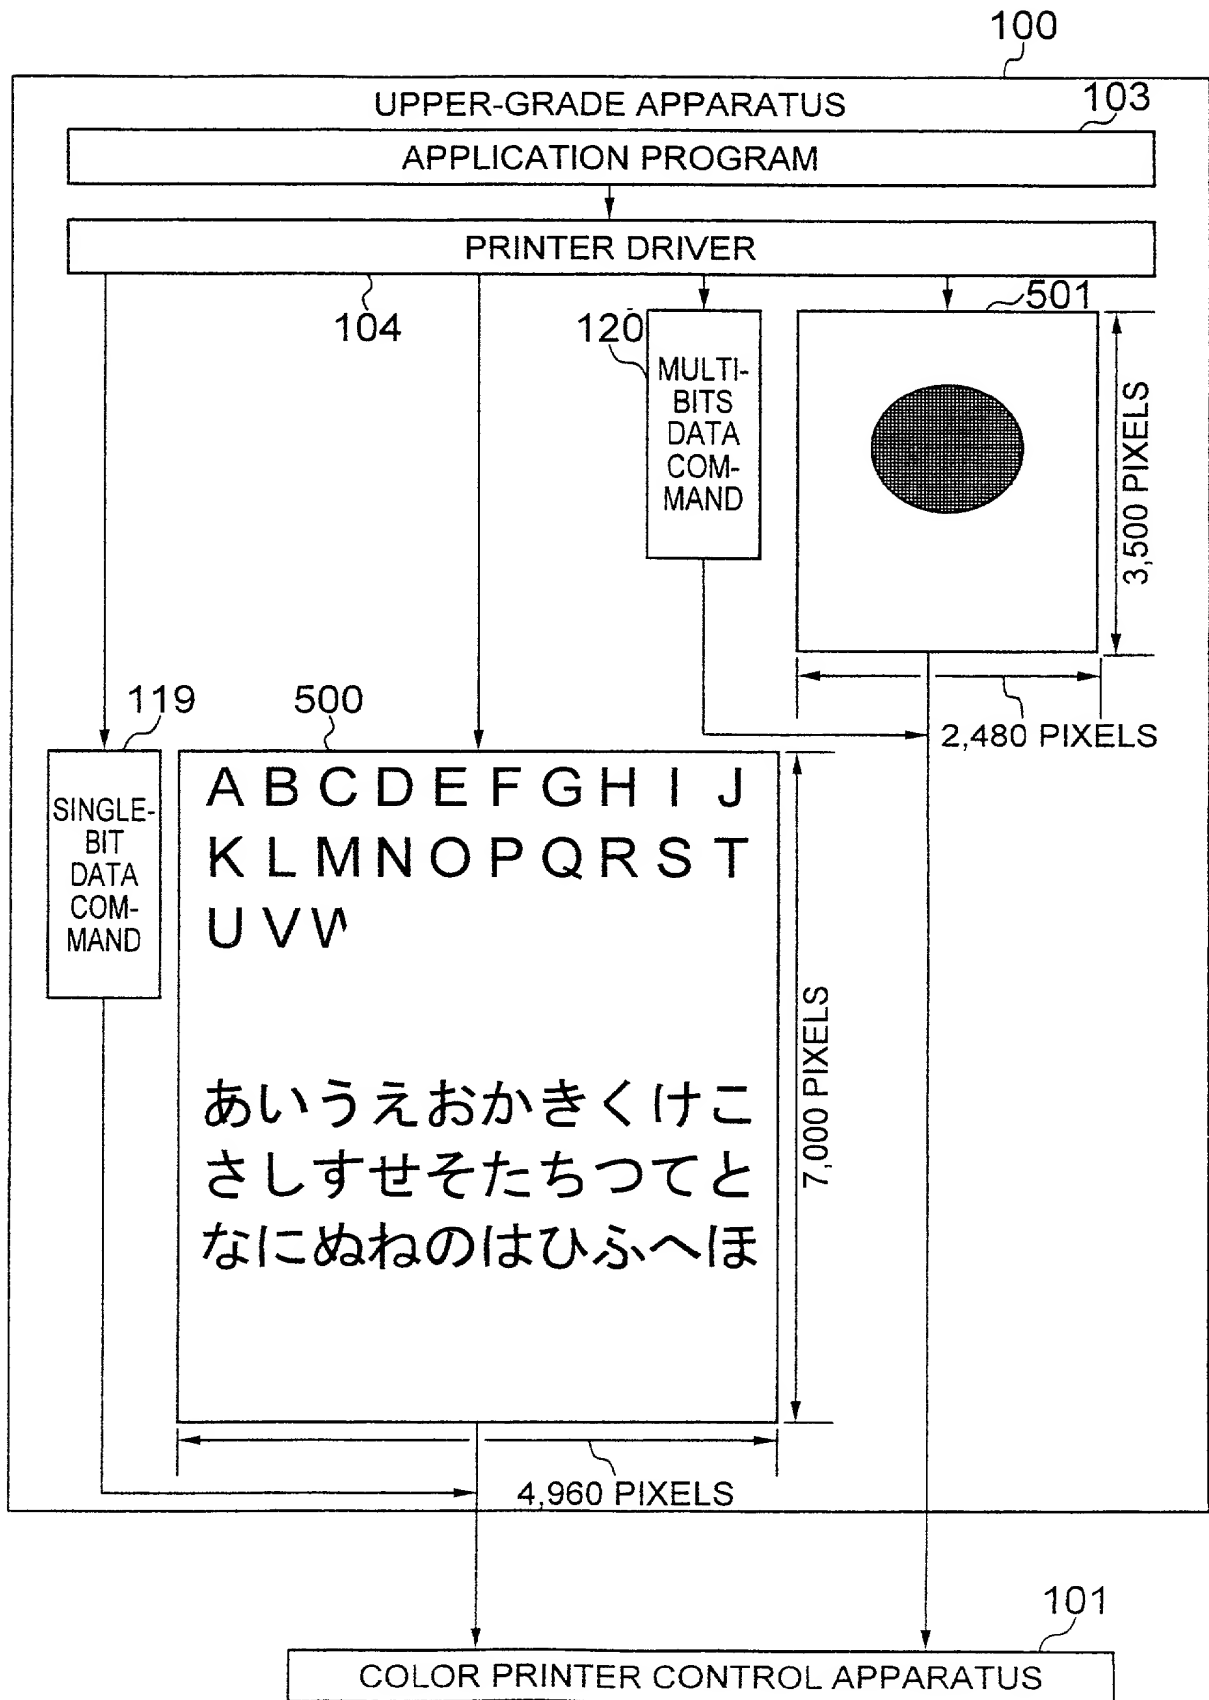 100
UPPER-GRADE APPARATUS
103
APPLICATION PROGRAM
PRINTER DRIVER
104
120
501
MULTI-
BITS
DATA
COM-
MAND
3,500 PIXELS
2,480 PIXELS
119
500
SINGLE-
BIT
DATA
COM-
MAND
A B C D E F G H I J
K L M N O P Q R S T
U V W
あいうえおかきくけこ
さしすせそたちつてと
なにぬねのはひふへほ
7,000 PIXELS
4,960 PIXELS
101
COLOR PRINTER CONTROL APPARATUS